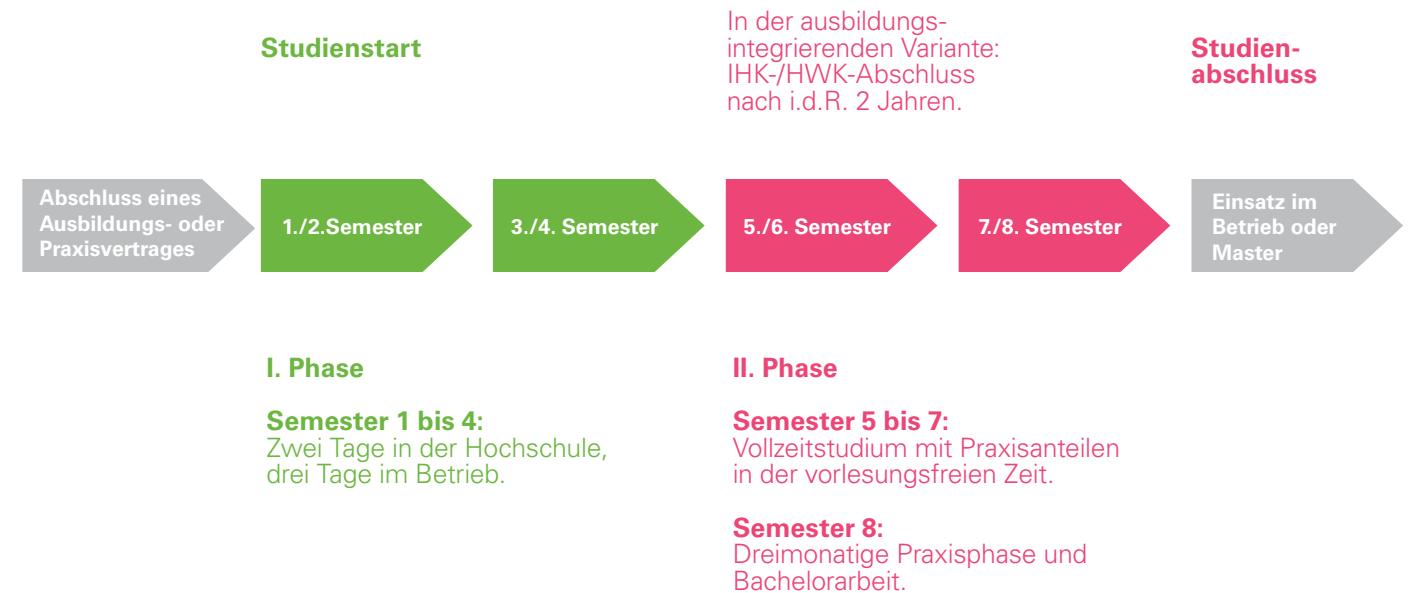 Studienstart
In der ausbildungs-
integrierenden Variante:
IHK-/HWK-Abschluss
nach i.d.R. 2 Jahren.
Studien-
abschluss
Abschluss eines
Ausbildungs- oder
Praxisvertrages
1./2.Semester
3./4. Semester
5./6. Semester
7./8. Semester
Einsatz im
Betrieb oder
Master
I. Phase
Semester 1 bis 4:
Zwei Tage in der Hochschule,
drei Tage im Betrieb.
II. Phase
Semester 5 bis 7:
Vollzeitstudium mit Praxisanteilen
in der vorlesungsfreien Zeit.
Semester 8:
Dreimonatige Praxisphase und
Bachelorarbeit.